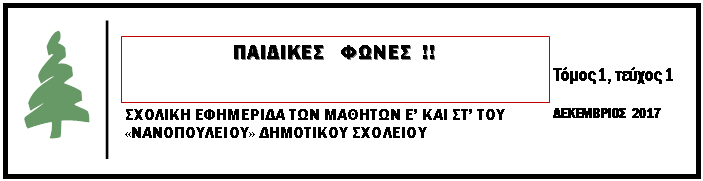 ΠΑΙΔΙΚΕΣ ΦΩΝΕΣ !!
Τόμος 1, τεύχος 1
ΣΧΟΛΙΚΗ ΕΦΗΜΕΡΙΔΑ ΤΩΝ ΜΑΘΗΤΩΝ Ε’ ΚΑΙ ΣΤ’ ΤΟΥ
«ΝΑΝΟΠΟΥΛΕΙΟΥ» ΔΗΜΟΤΙΚΟΥ ΣΧΟΛΕΙΟΥ
ΔΕΚΕΜΒΡΙΟΣ 2017